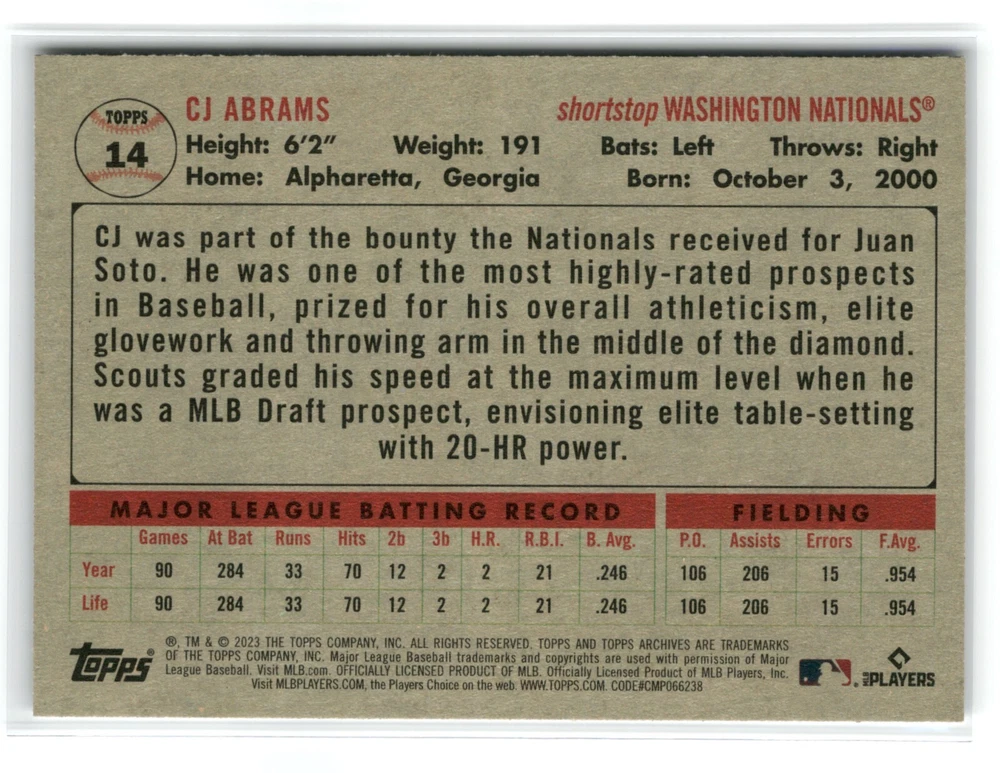 TOPPS
14
CJ ABRAMS
shortstop WASHINGTON NATIONALS®
Height: 6'2" Weight: 191 Bats: Left Throws: Right
Home: Alpharetta, Georgia Born: October 3, 2000
CJ was part of the bounty the Nationals received for Juan
Soto. He was one of the most highly-rated prospects
in Baseball, prized for his overall athleticism, elite
glovework and throwing arm in the middle of the diamond.
Scouts graded his speed at the maximum level when he
was a MLB Draft prospect, envisioning elite table-setting
with 20-HR power.
MAJOR LEAGUE BATTING RECORD FIELDING
Games At Bat Runs Hits 2b 3b H.R. R.B.I. B. Avg. P.O. Assists Errors F.Avg.
Year 90 284 33 70 12 2 2 21 .246 106 206 15 .954
Life 90 284 33 70 12 2 2 21 .246 106 206 15 .954
topps®
®, TM & © 2023 THE TOPPS COMPANY, INC. ALL RIGHTS RESERVED. TOPPS AND TOPPS ARCHIVES ARE TRADEMARKS
OF THE TOPPS COMPANY, INC. Major League Baseball trademarks and copyrights are used with permission of Major
League Baseball. Visit MLB.com. OFFICIALLY LICENSED PRODUCT OF MLB. Officially Licensed Product of MLB Players, Inc.
Visit MLBPLAYERS.COM, the Players Choice on the web. WWW.TOPPS.COM. CODE#CMP066238
MLB PLAYERS